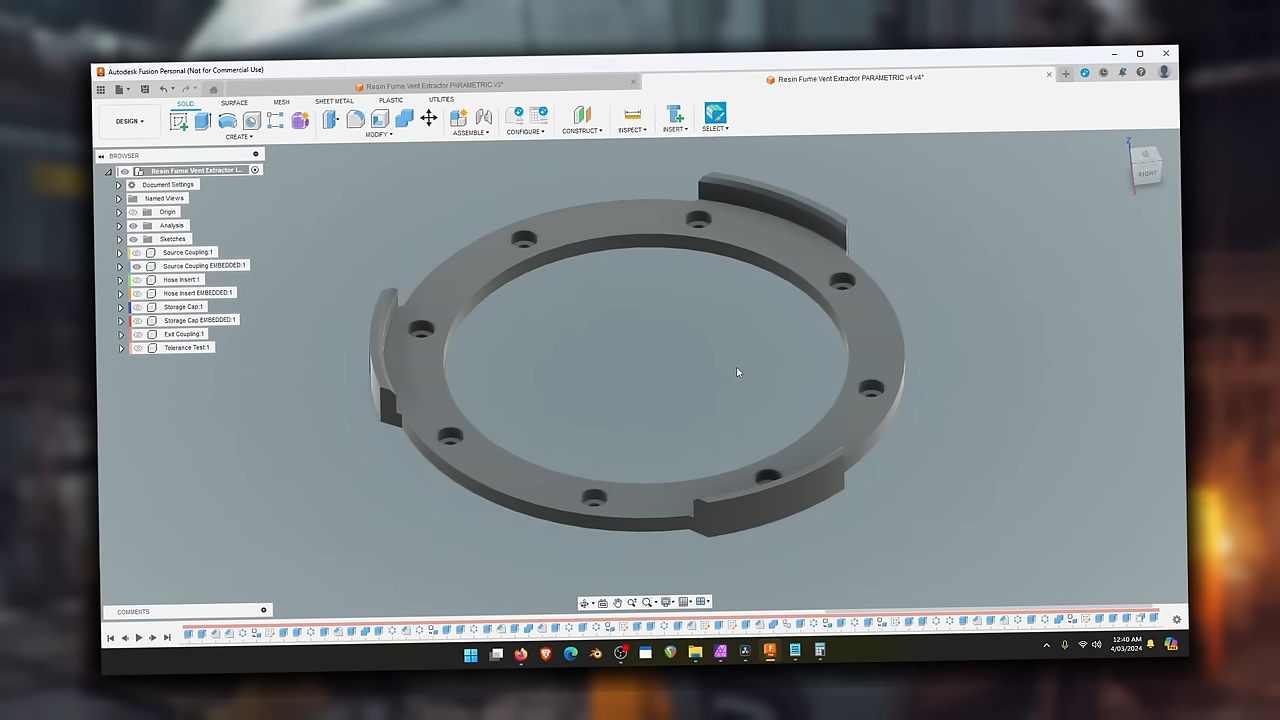 Autodesk Fusion Personal (Not for Commercial Use)
Resin Fume Vent Extractor PARAMETRIC v3*
Resin Fume Vent Extractor PARAMETRIC v4 v4*
SOLID
SURFACE
MESH
SHEET METAL
PLASTIC
UTILITIES
DESIGN
CREATE
MODIFY
ASSEMBLE
CONFIGURE
CONSTRUCT
INSPECT
INSERT
SELECT
BROWSER
Resin Fume Vent Extractor
Document Settings
Named Views
Origin
Analysis
Sketches
Source Coupling:1
Source Coupling EMBEDDED:1
Hose Insert:1
Hose Insert EMBEDDED:1
Storage Cap:1
Storage Cap EMBEDDED:1
Exit Coupling:1
Tolerance Test:1
Z
RIGHT
COMMENTS
12:40 AM
4/03/2024